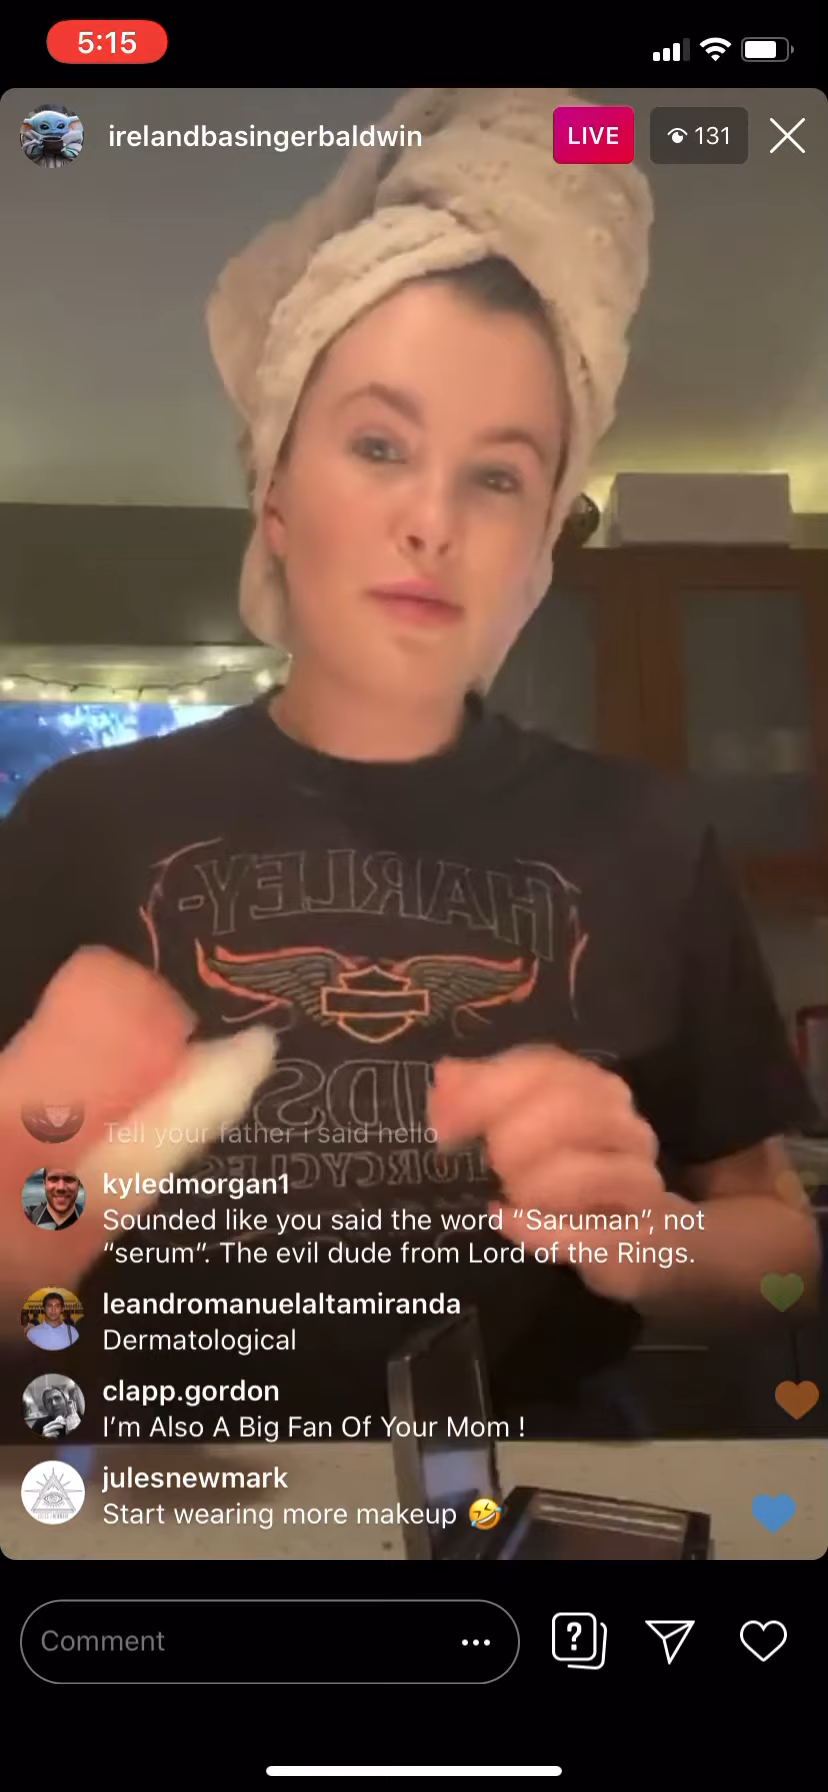 5:15
irelandbasingerbaldwin
LIVE
131
HARLEY-
Tell your father i said hello
kyledmorgan1
Sounded like you said the word “Saruman”, not
“serum”. The evil dude from Lord of the Rings.
leandromanuelaltamiranda
Dermatological
clapp.gordon
I’m Also A Big Fan Of Your Mom !
julesnewmark
Start wearing more makeup 🤣
Comment
?